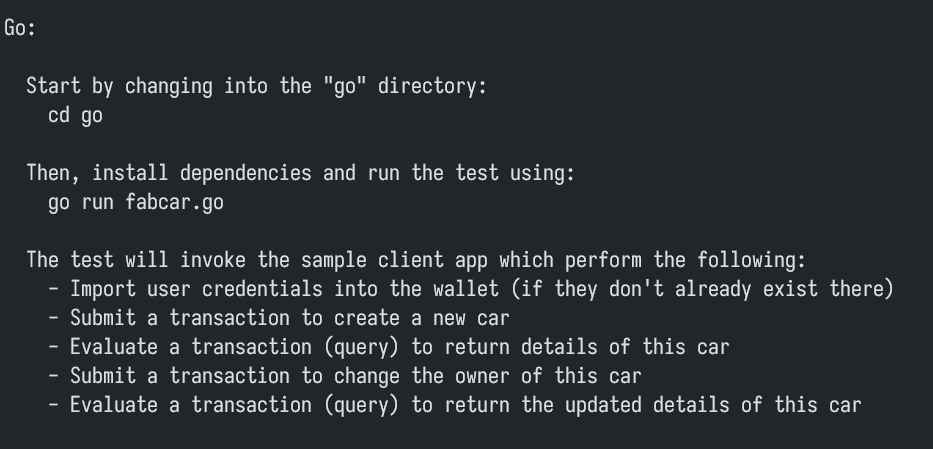 Go:
Start by changing into the "go" directory:
cd go
Then, install dependencies and run the test using:
go run fabcar.go
The test will invoke the sample client app which perform the following:
- Import user credentials into the wallet (if they don't already exist there)
- Submit a transaction to create a new car
- Evaluate a transaction (query) to return details of this car
- Submit a transaction to change the owner of this car
- Evaluate a transaction (query) to return the updated details of this car